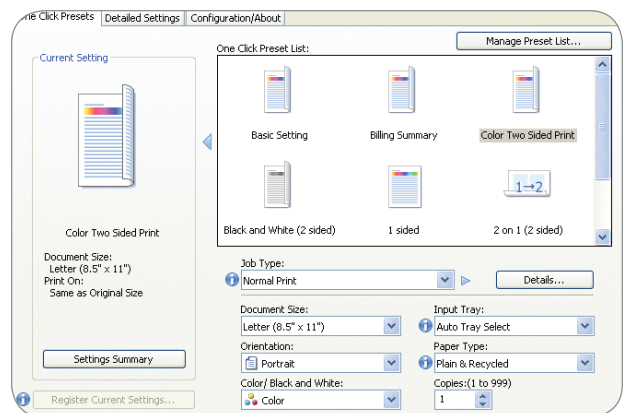 One Click Presets Detailed Settings Configuration/About
Current Setting
One Click Preset List:
Manage Preset List...
Basic Setting Billing Summary Color Two Sided Print
1→2
Black and White (2 sided) 1 sided 2 on 1 (2 sided)
Color Two Sided Print
Document Size:
Letter (8.5" x 11")
Print On:
Same as Original Size
Settings Summary
Register Current Settings...
Job Type:
Normal Print
Details...
Document Size:
Letter (8.5" x 11")
Input Tray:
Auto Tray Select
Orientation:
Portrait
Paper Type:
Plain & Recycled
Color/ Black and White:
Color
Copies:(1 to 999)
1